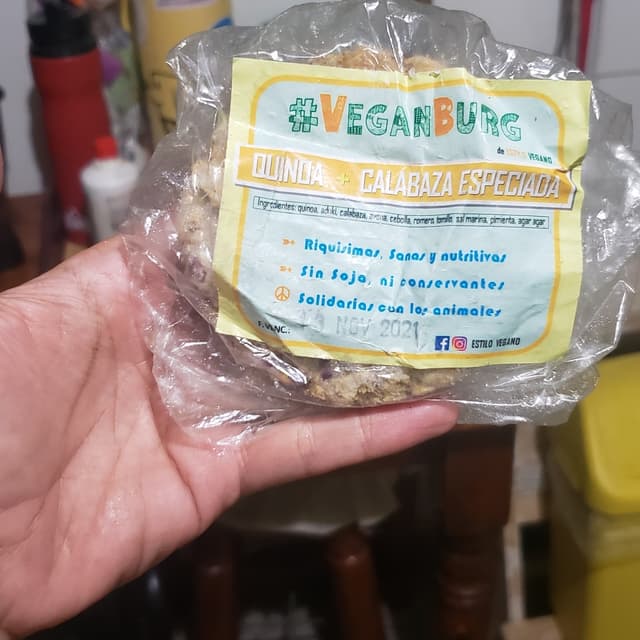 #VEGANBURG
de ESTILO VEGANO
QUINOA + CALABAZA ESPECIADA
Ingredientes: quinoa, aduki, calabaza, avena, cebolla, romero, tomillo, sal marina, pimienta, agar agar
Riquisimas, Sanas y nutritivas
Sin Soja, ni conservantes
Solidarias con los animales
F.VENC.: NOV 2021
ESTILO VEGANO